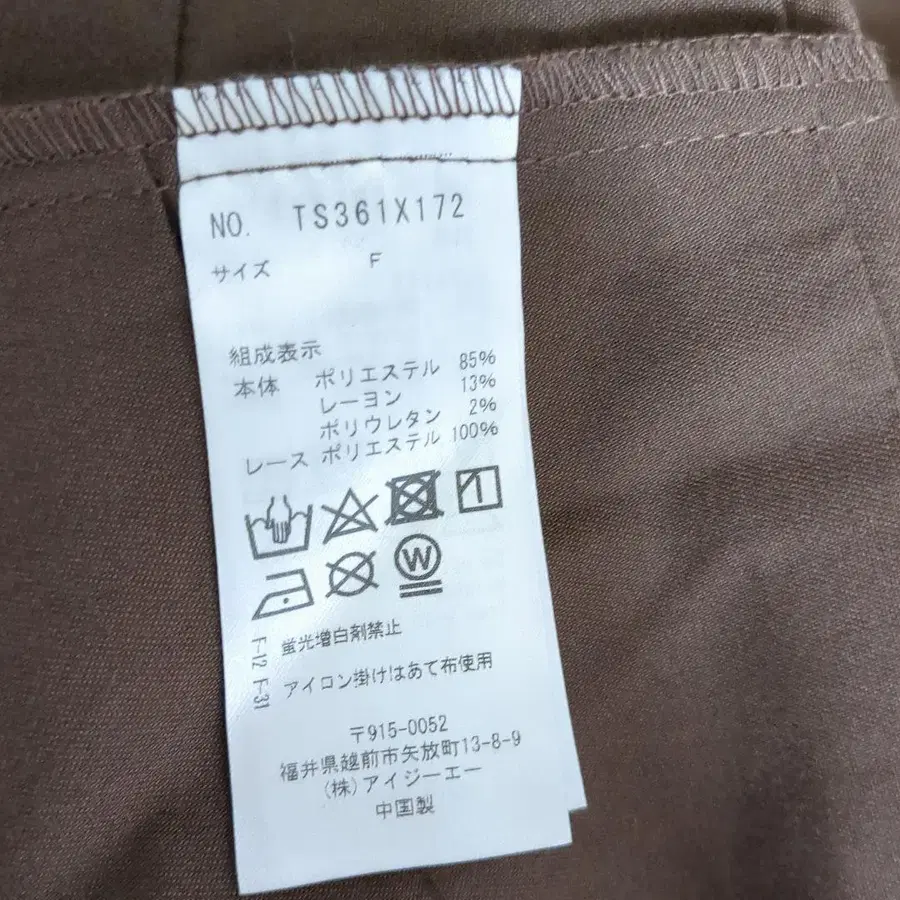 NO. TS361X172
サイズ F
組成表示
本体 ポリエステル 85%
レーヨン 13%
ポリウレタン 2%
レース ポリエステル 100%
W
F-12 蛍光増白剤禁止
F-31 アイロン掛けはあて布使用
〒915-0052
福井県越前市矢放町13-8-9
(株)アイジーエー
中国製